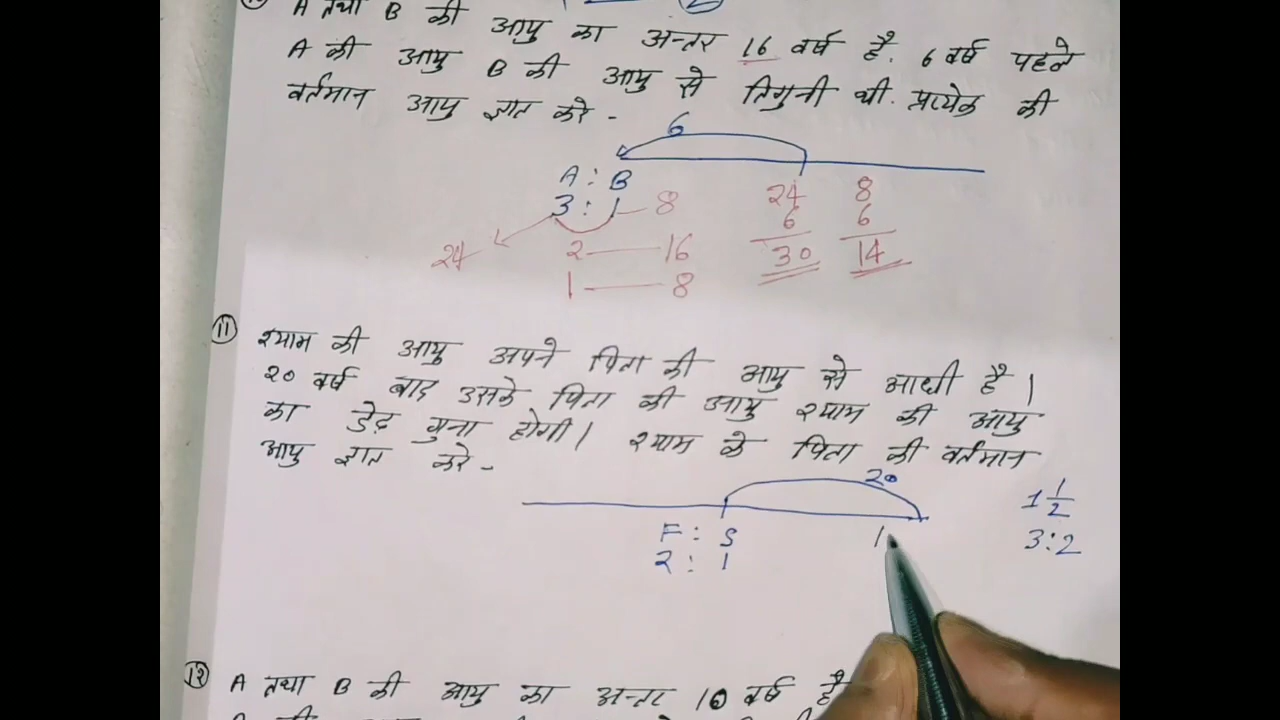 A तथा B की आयु का अन्तर 16 वर्ष है. 6 वर्ष पहले
A की आयु B की आयु से तिगुनी थी. प्रत्येक की
वर्तमान आयु ज्ञात करे -
6
A : B
3 : 1 — 8
24
2 — 16
1 — 8
24 8
6 6
30 14
11 श्याम की आयु अपने पिता की आयु से आधी है |
20 वर्ष बाद उसके पिता की आयु श्याम की आयु
का डेढ़ गुना होगी | श्याम के पिता की वर्तमान
आयु ज्ञात करे -
20
1 1/2
F : S
2 : 1
3:2
12 A तथा B की आयु का अन्तर 10 वर्ष है